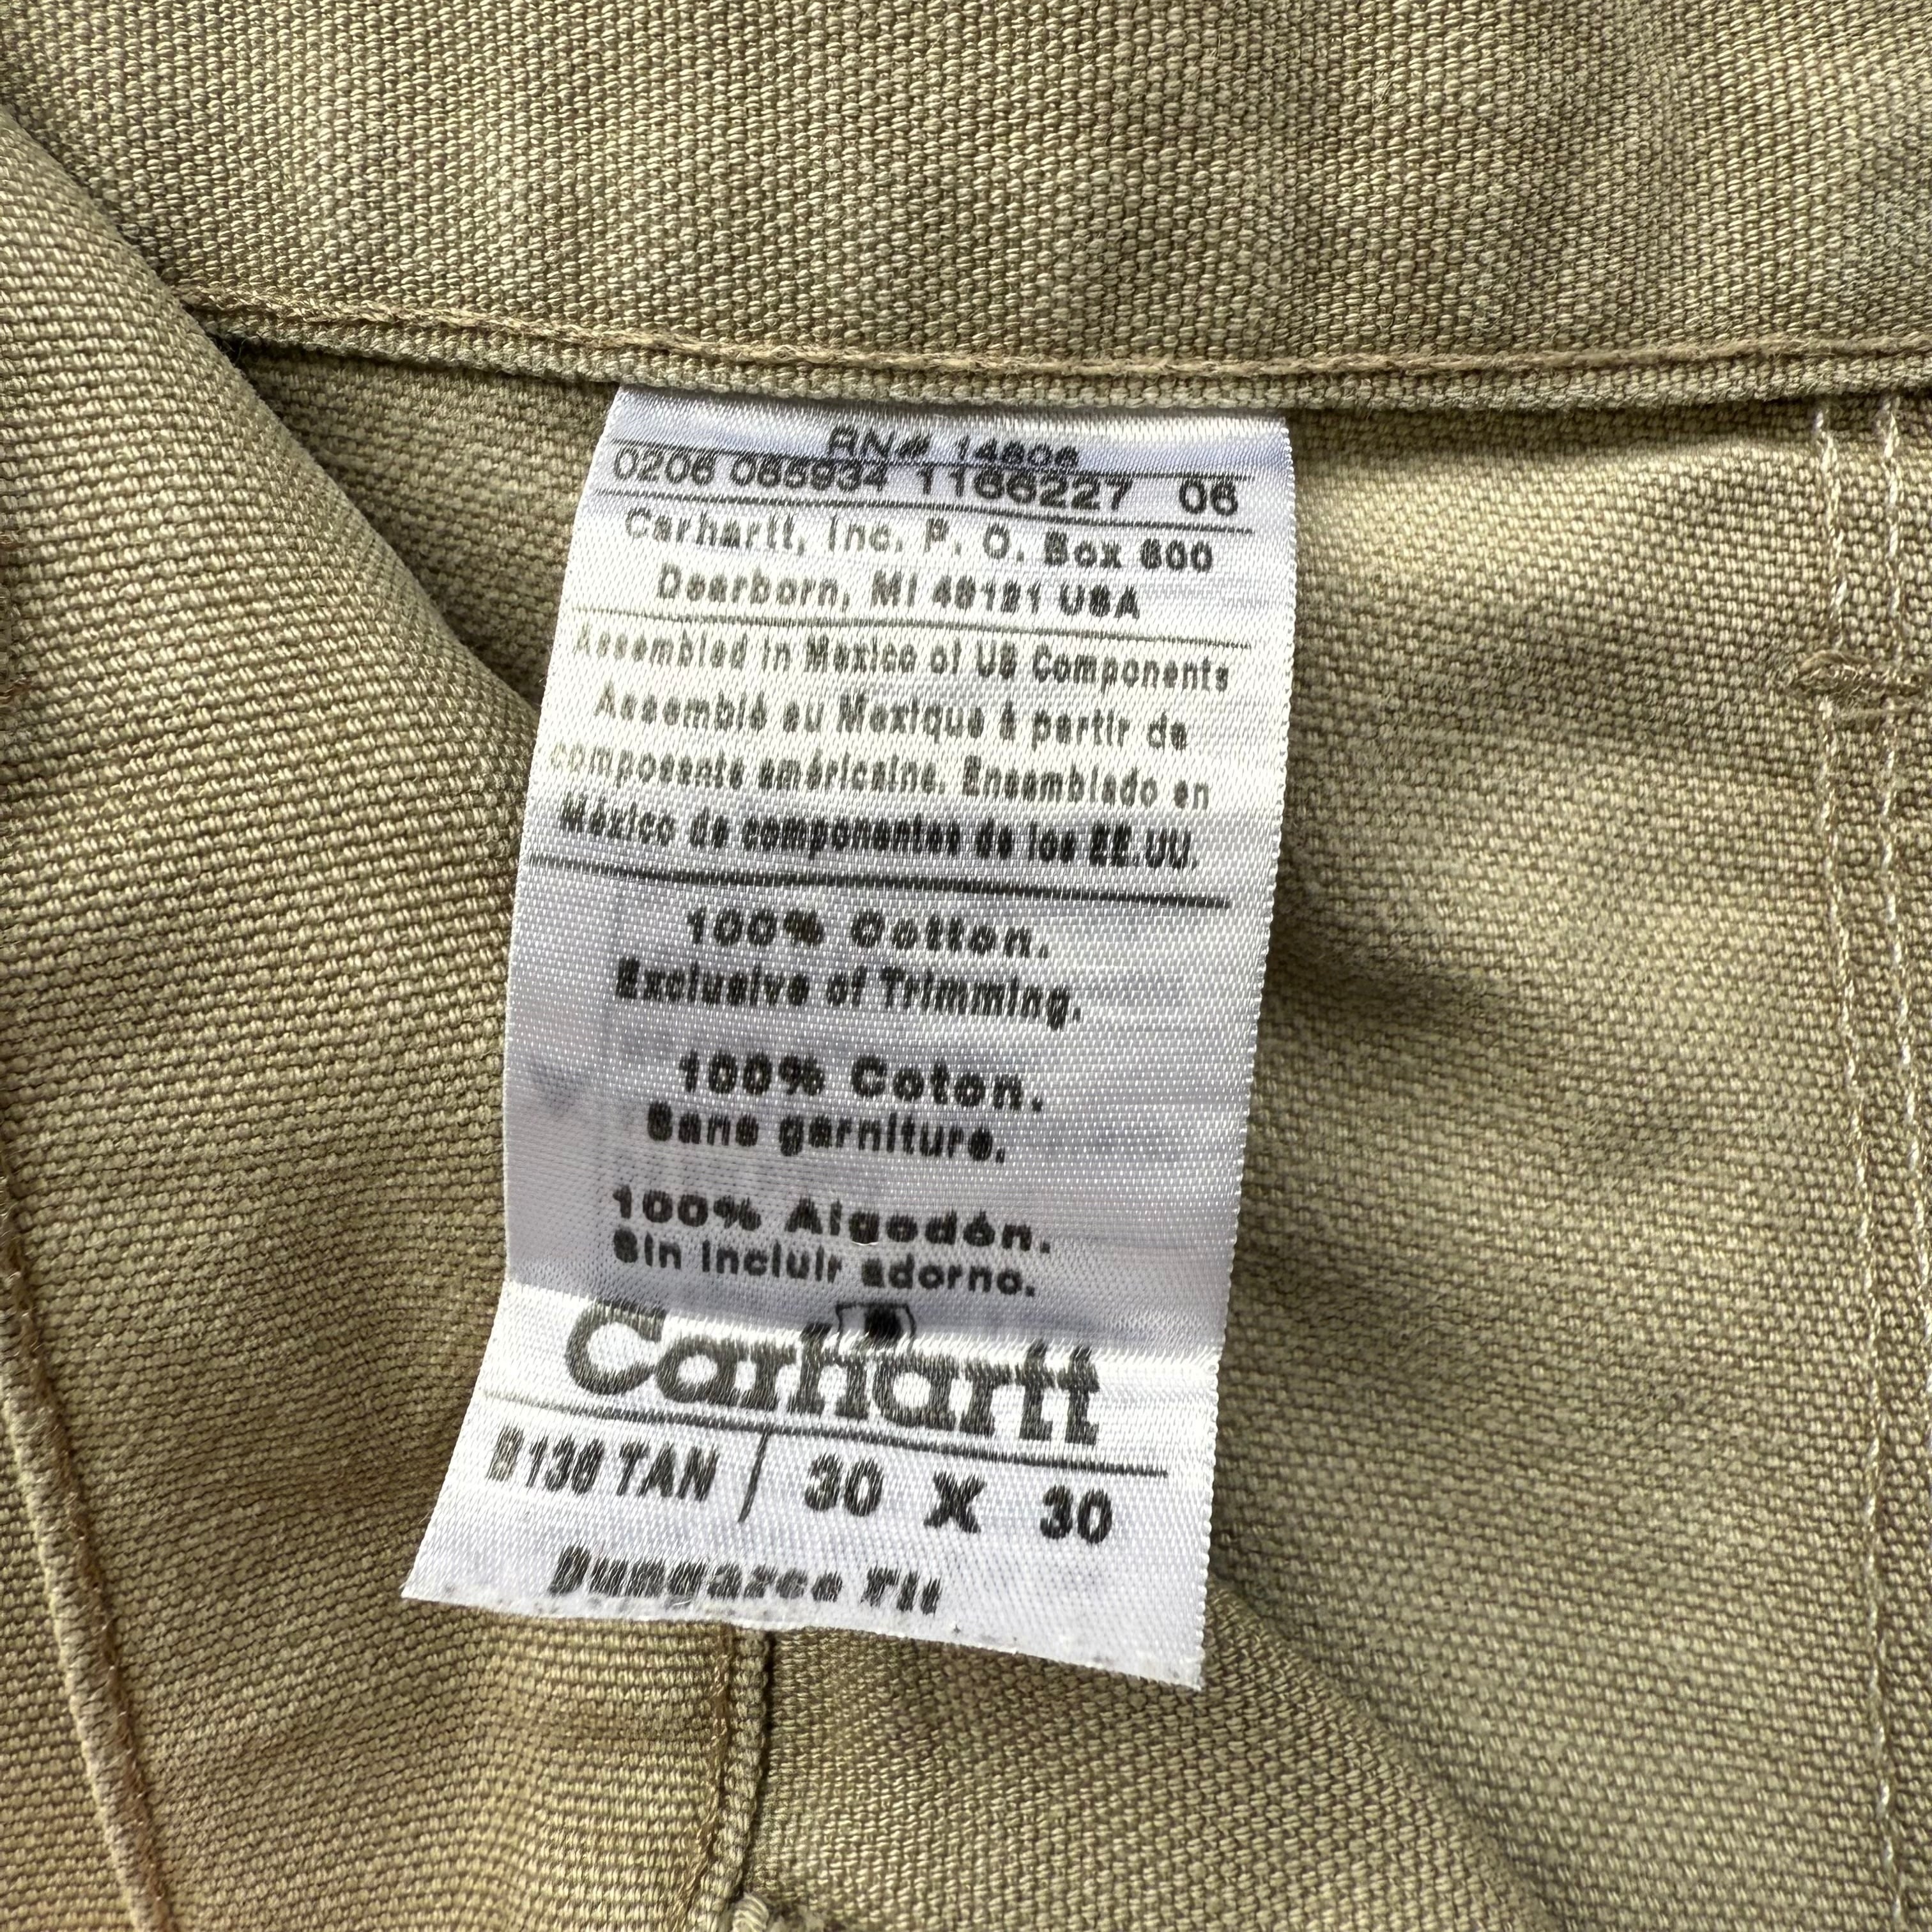 RN# 14806
0206 065934 1166227 06
Carhartt, Inc. P. O. Box 600
Dearborn, MI 48121 USA
Assembled in Mexico of US Components
Assemblé au Mexique à partir de
composants américaine. Ensamblado en
México de componentes de los EE.UU.
100% Cotton.
Exclusive of Trimming.
100% Coton.
Sans garniture.
100% Algodón.
Sin incluir adorno.
Carhartt
B136 TAN / 30 X 30
Dungaree Fit